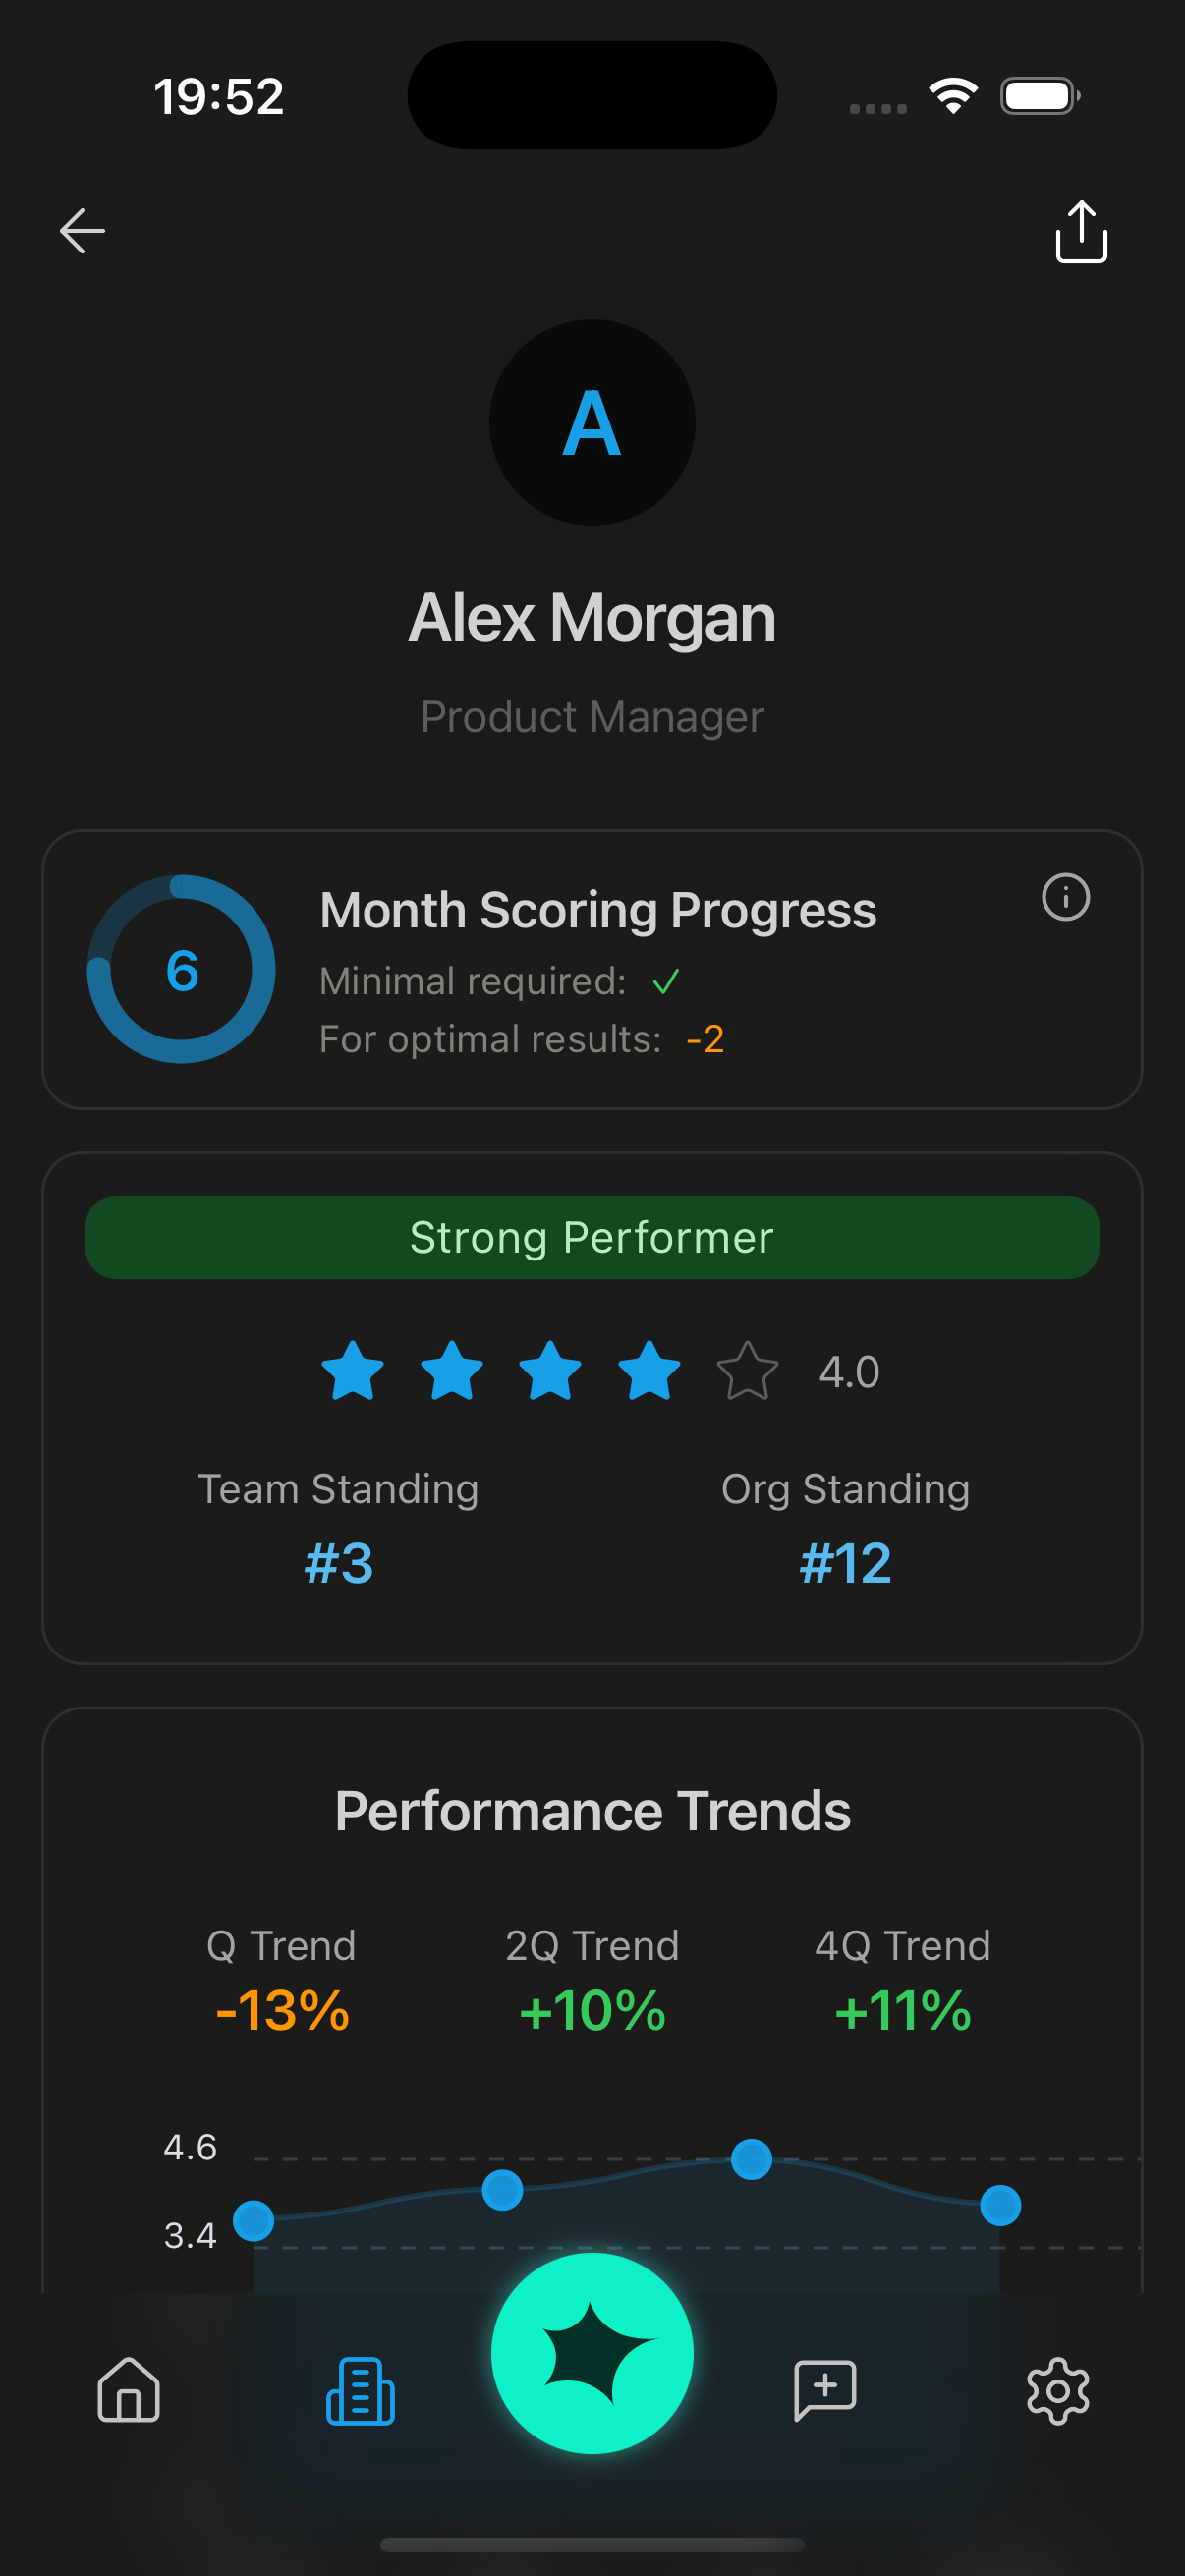 19:52
A
Alex Morgan
Product Manager
6
Month Scoring Progress
Minimal required: ✓
For optimal results: -2
Strong Performer
4.0
Team Standing
Org Standing
#3
#12
Performance Trends
Q Trend
2Q Trend
4Q Trend
-13%
+10%
+11%
4.6
3.4